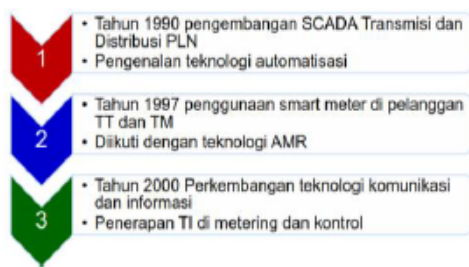 1
• Tahun 1990 pengembangan SCADA Transmisi dan
Distribusi PLN
• Pengenalan teknologi automatisasi
2
• Tahun 1997 penggunaan smart meter di pelanggan
TT dan TM
• Diikuti dengan teknologi AMR
3
• Tahun 2000 Perkembangan teknologi komunikasi
dan informasi
• Penerapan TI di metering dan kontrol